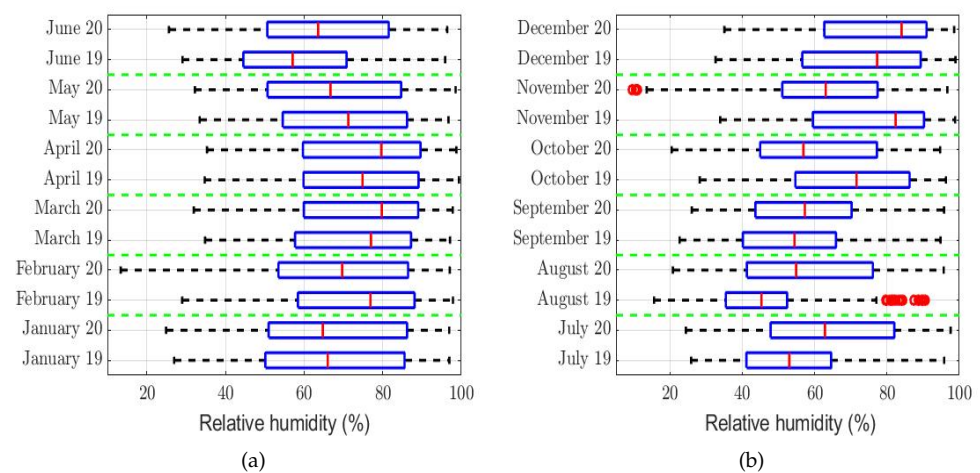 June 20
June 19
May 20
May 19
April 20
April 19
March 20
March 19
February 20
February 19
January 20
January 19
20 40 60 80 100
Relative humidity (%)
(a)
December 20
December 19
November 20
November 19
October 20
October 19
September 20
September 19
August 20
August 19
July 20
July 19
20 40 60 80 100
Relative humidity (%)
(b)